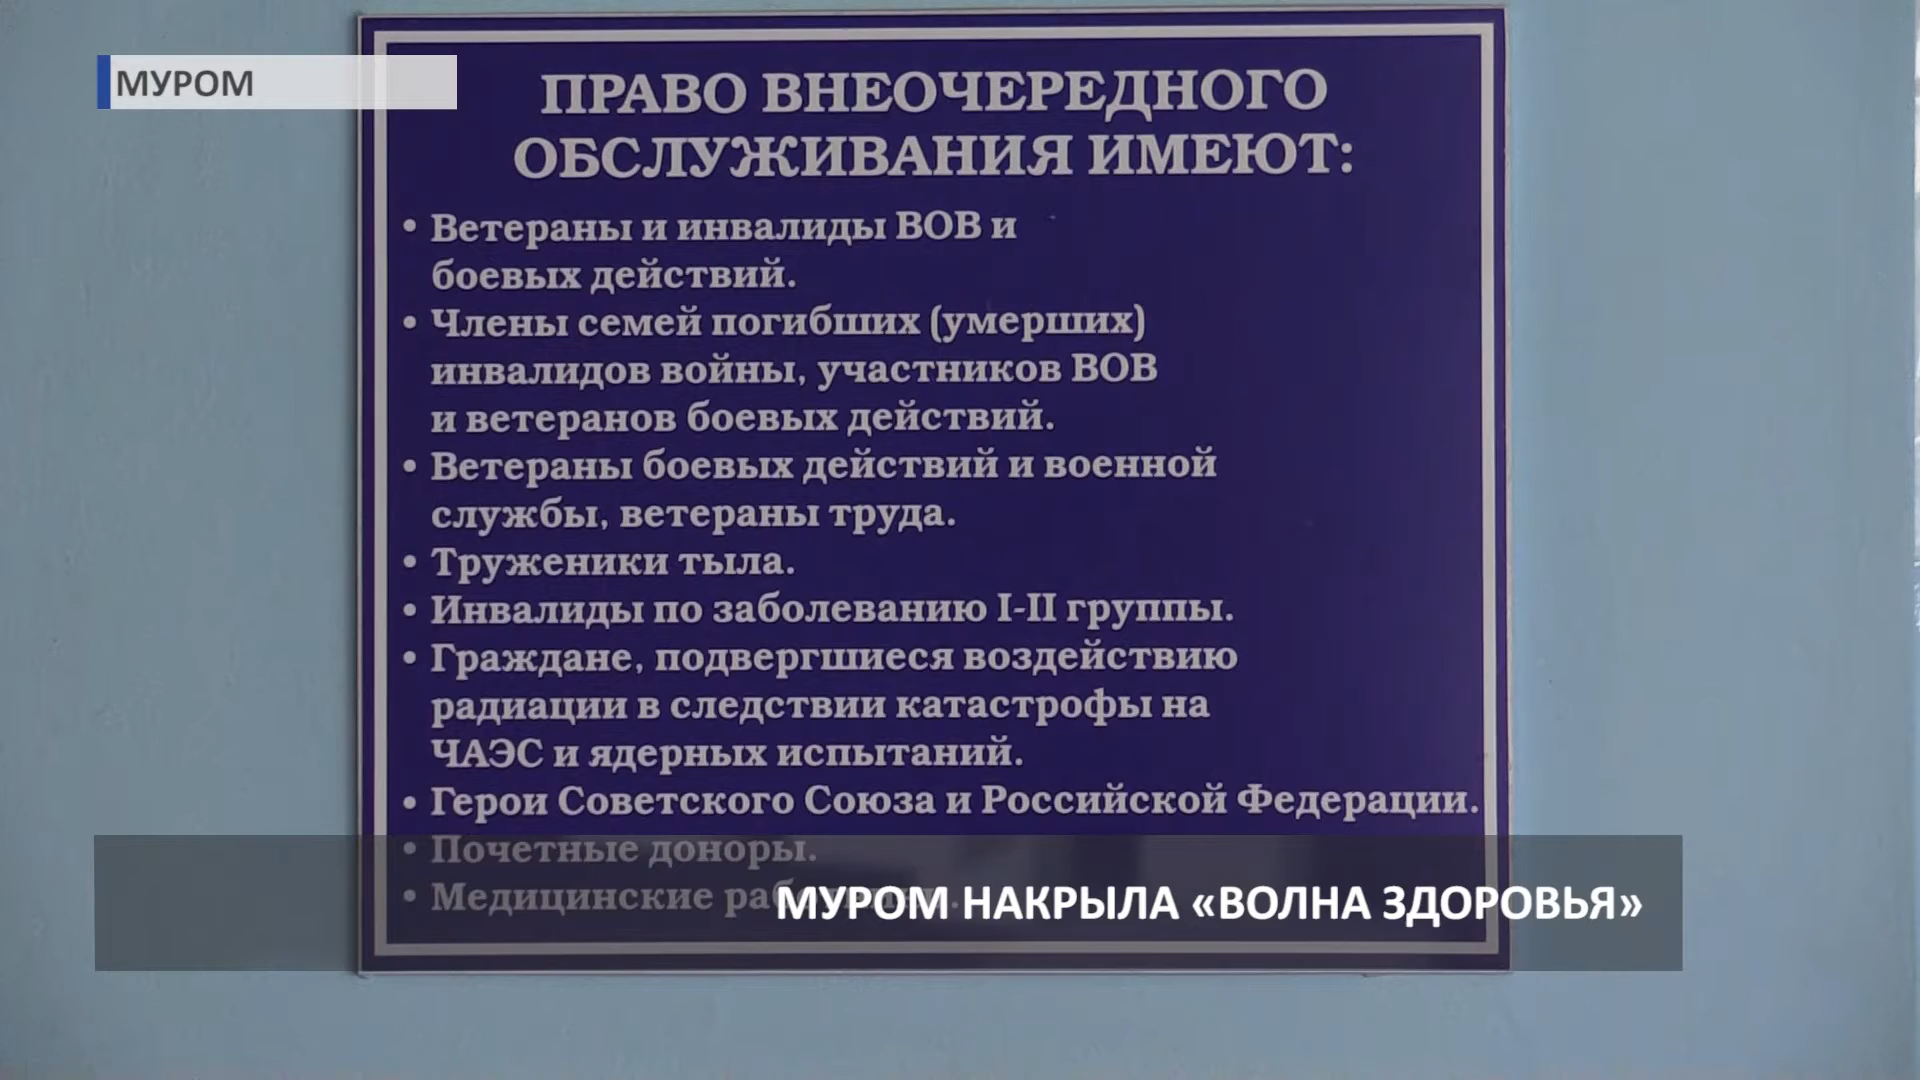 МУРОМ
ПРАВО ВНЕОЧЕРЕДНОГО
ОБСЛУЖИВАНИЯ ИМЕЮТ:
• Ветераны и инвалиды ВОВ и
боевых действий.
• Члены семей погибших (умерших)
инвалидов войны, участников ВОВ
и ветеранов боевых действий.
• Ветераны боевых действий и военной
службы, ветераны труда.
• Труженики тыла.
• Инвалиды по заболеванию I-II группы.
• Граждане, подвергшиеся воздействию
радиации в следствии катастрофы на
ЧАЭС и ядерных испытаний.
• Герои Советского Союза и Российской Федерации.
• Почетные доноры.
• Медицинские
МУРОМ НАКРЫЛА «ВОЛНА ЗДОРОВЬЯ»